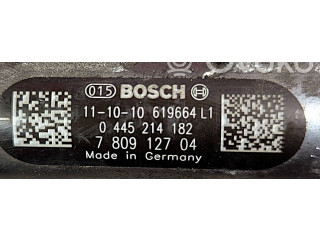 015 BOSCH
11-10-10 619664 L1
0 445 214 182
7 809 127 04
Made in Germany